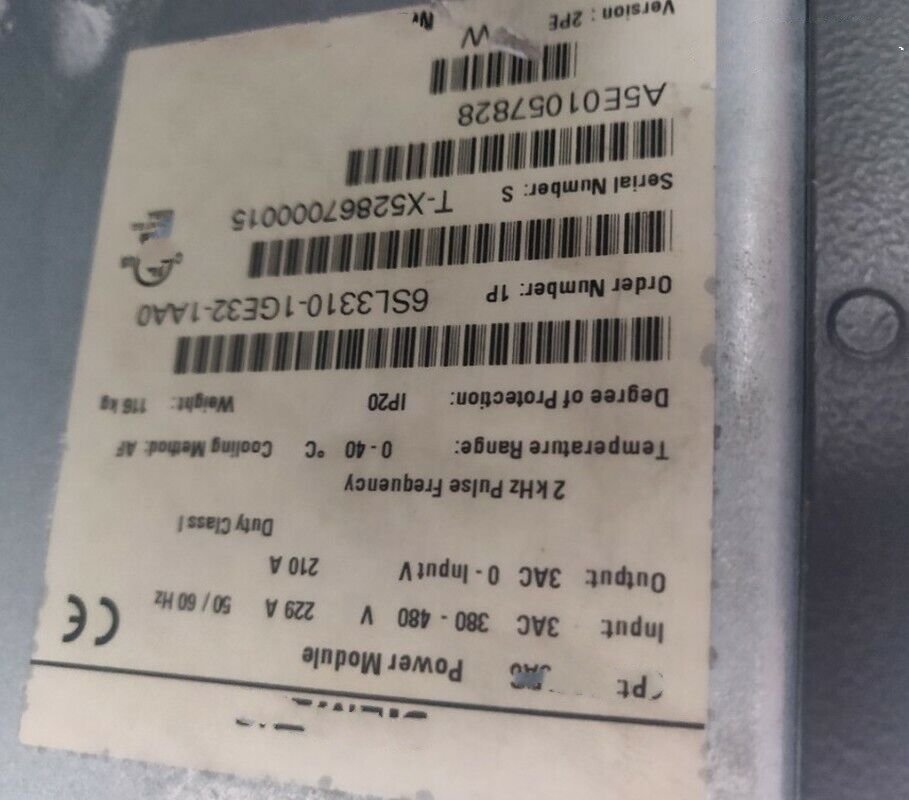 Power Module
Input: 3AC 380 - 480 V 229 A 50 / 60 Hz
Output: 3AC 0 - Input V 210 A
Duty Class I
2 kHz Pulse Frequency
Temperature Range: 0 - 40 °C Cooling Method: AF
Degree of Protection: IP20 Weight: 116 kg
Order Number: 1P 6SL3310-1GE32-1AA0
Serial Number: S T-X52867000015
A5E01057828
Version : 2PE